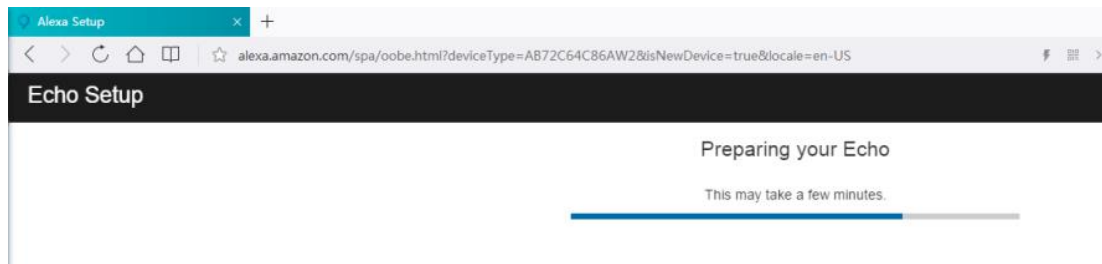 Alexa Setup
alexa.amazon.com/spa/oobe.html?deviceType=AB72C64C86AW2&isNewDevice=true&locale=en-US
Echo Setup
Preparing your Echo
This may take a few minutes.